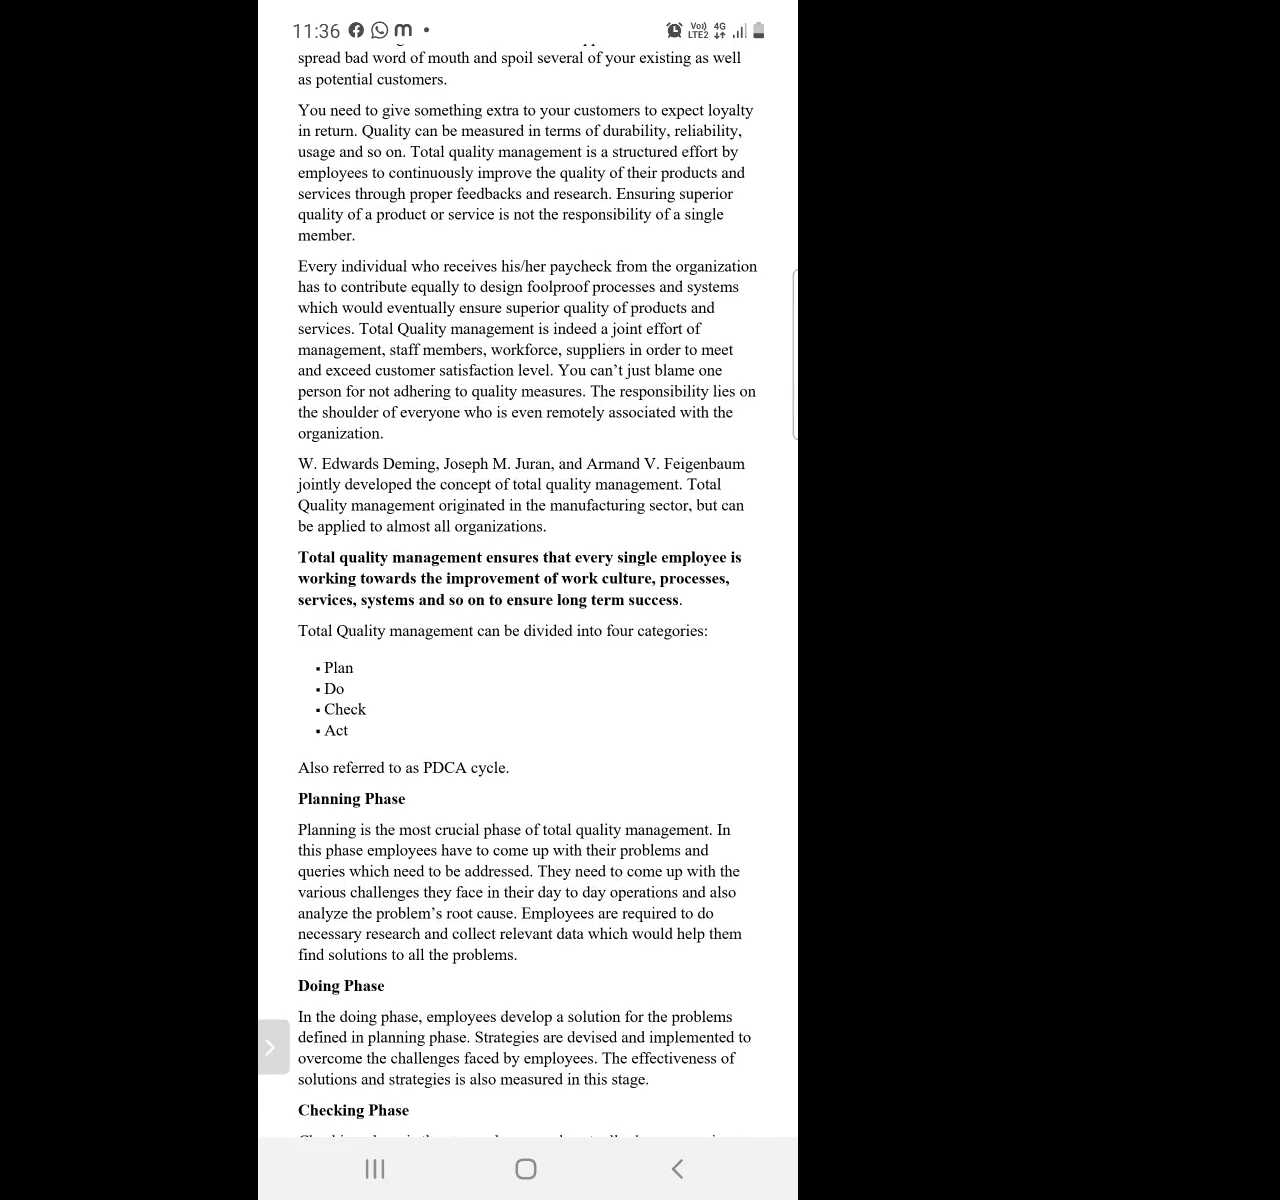 11:36
Vo)) LTE2 4G
spread bad word of mouth and spoil several of your existing as well
as potential customers.
You need to give something extra to your customers to expect loyalty
in return. Quality can be measured in terms of durability, reliability,
usage and so on. Total quality management is a structured effort by
employees to continuously improve the quality of their products and
services through proper feedbacks and research. Ensuring superior
quality of a product or service is not the responsibility of a single
member.
Every individual who receives his/her paycheck from the organization
has to contribute equally to design foolproof processes and systems
which would eventually ensure superior quality of products and
services. Total Quality management is indeed a joint effort of
management, staff members, workforce, suppliers in order to meet
and exceed customer satisfaction level. You can’t just blame one
person for not adhering to quality measures. The responsibility lies on
the shoulder of everyone who is even remotely associated with the
organization.
W. Edwards Deming, Joseph M. Juran, and Armand V. Feigenbaum
jointly developed the concept of total quality management. Total
Quality management originated in the manufacturing sector, but can
be applied to almost all organizations.
Total quality management ensures that every single employee is
working towards the improvement of work culture, processes,
services, systems and so on to ensure long term success.
Total Quality management can be divided into four categories:
▪ Plan
▪ Do
▪ Check
▪ Act
Also referred to as PDCA cycle.
Planning Phase
Planning is the most crucial phase of total quality management. In
this phase employees have to come up with their problems and
queries which need to be addressed. They need to come up with the
various challenges they face in their day to day operations and also
analyze the problem’s root cause. Employees are required to do
necessary research and collect relevant data which would help them
find solutions to all the problems.
Doing Phase
In the doing phase, employees develop a solution for the problems
defined in planning phase. Strategies are devised and implemented to
overcome the challenges faced by employees. The effectiveness of
solutions and strategies is also measured in this stage.
Checking Phase